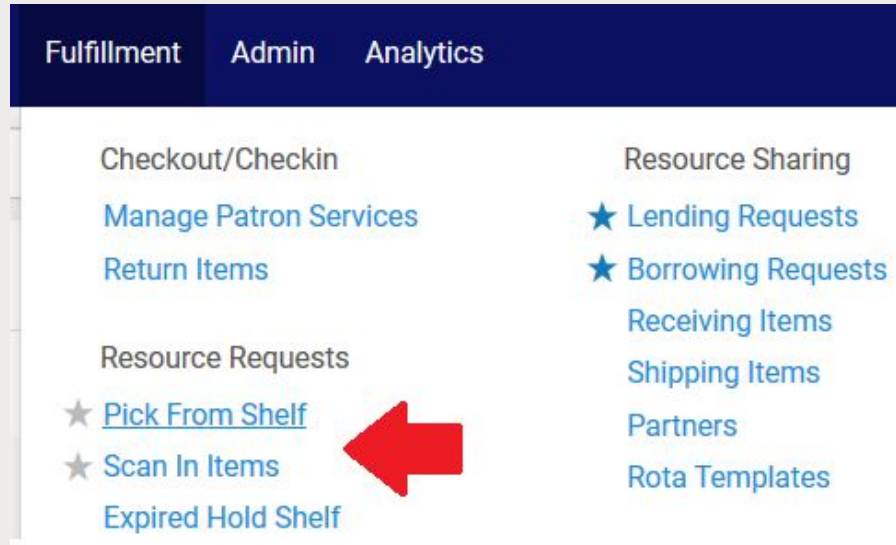 Fulfillment Admin Analytics
Checkout/Checkin
Manage Patron Services
Return Items
Resource Requests
Pick From Shelf
Scan In Items
Expired Hold Shelf
Resource Sharing
Lending Requests
Borrowing Requests
Receiving Items
Shipping Items
Partners
Rota Templates